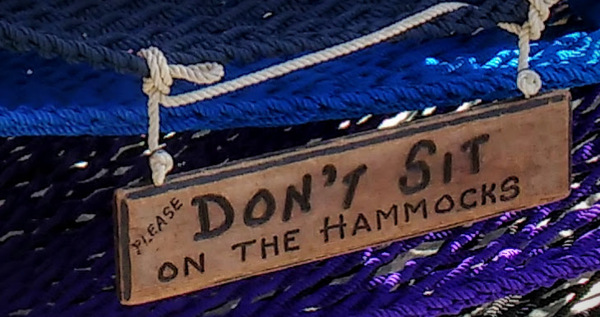 PLEASE
DON'T SIT
ON THE HAMMOCKS